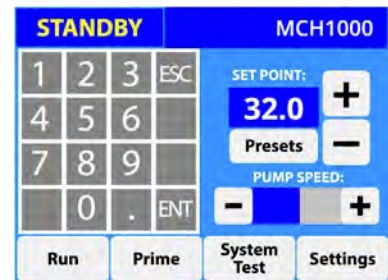 STANDBY MCH1000
1 2 3 ESC
4 5 6
7 8 9
0 . ENT
SET POINT:
32.0
+
Presets
−
PUMP SPEED:
- +
Run
Prime
System
Test
Settings